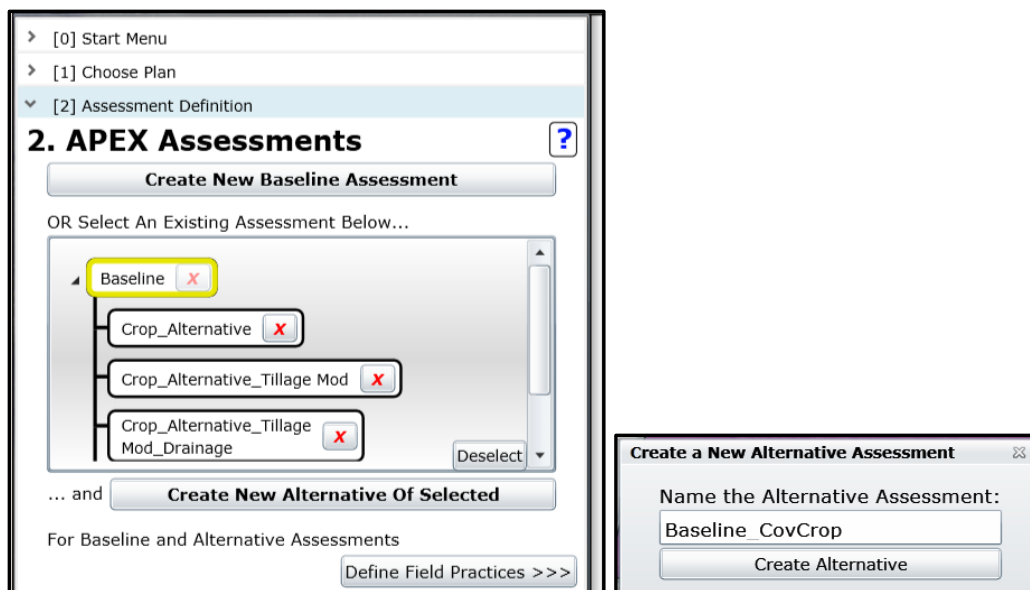 [0] Start Menu
[1] Choose Plan
[2] Assessment Definition
2. APEX Assessments
?
Create New Baseline Assessment
OR Select An Existing Assessment Below...
Baseline X
Crop_Alternative X
Crop_Alternative_Tillage Mod X
Crop_Alternative_Tillage
Mod_Drainage X
Deselect
... and Create New Alternative Of Selected
For Baseline and Alternative Assessments
Define Field Practices >>>
Create a New Alternative Assessment
Name the Alternative Assessment:
Baseline_CovCrop
Create Alternative